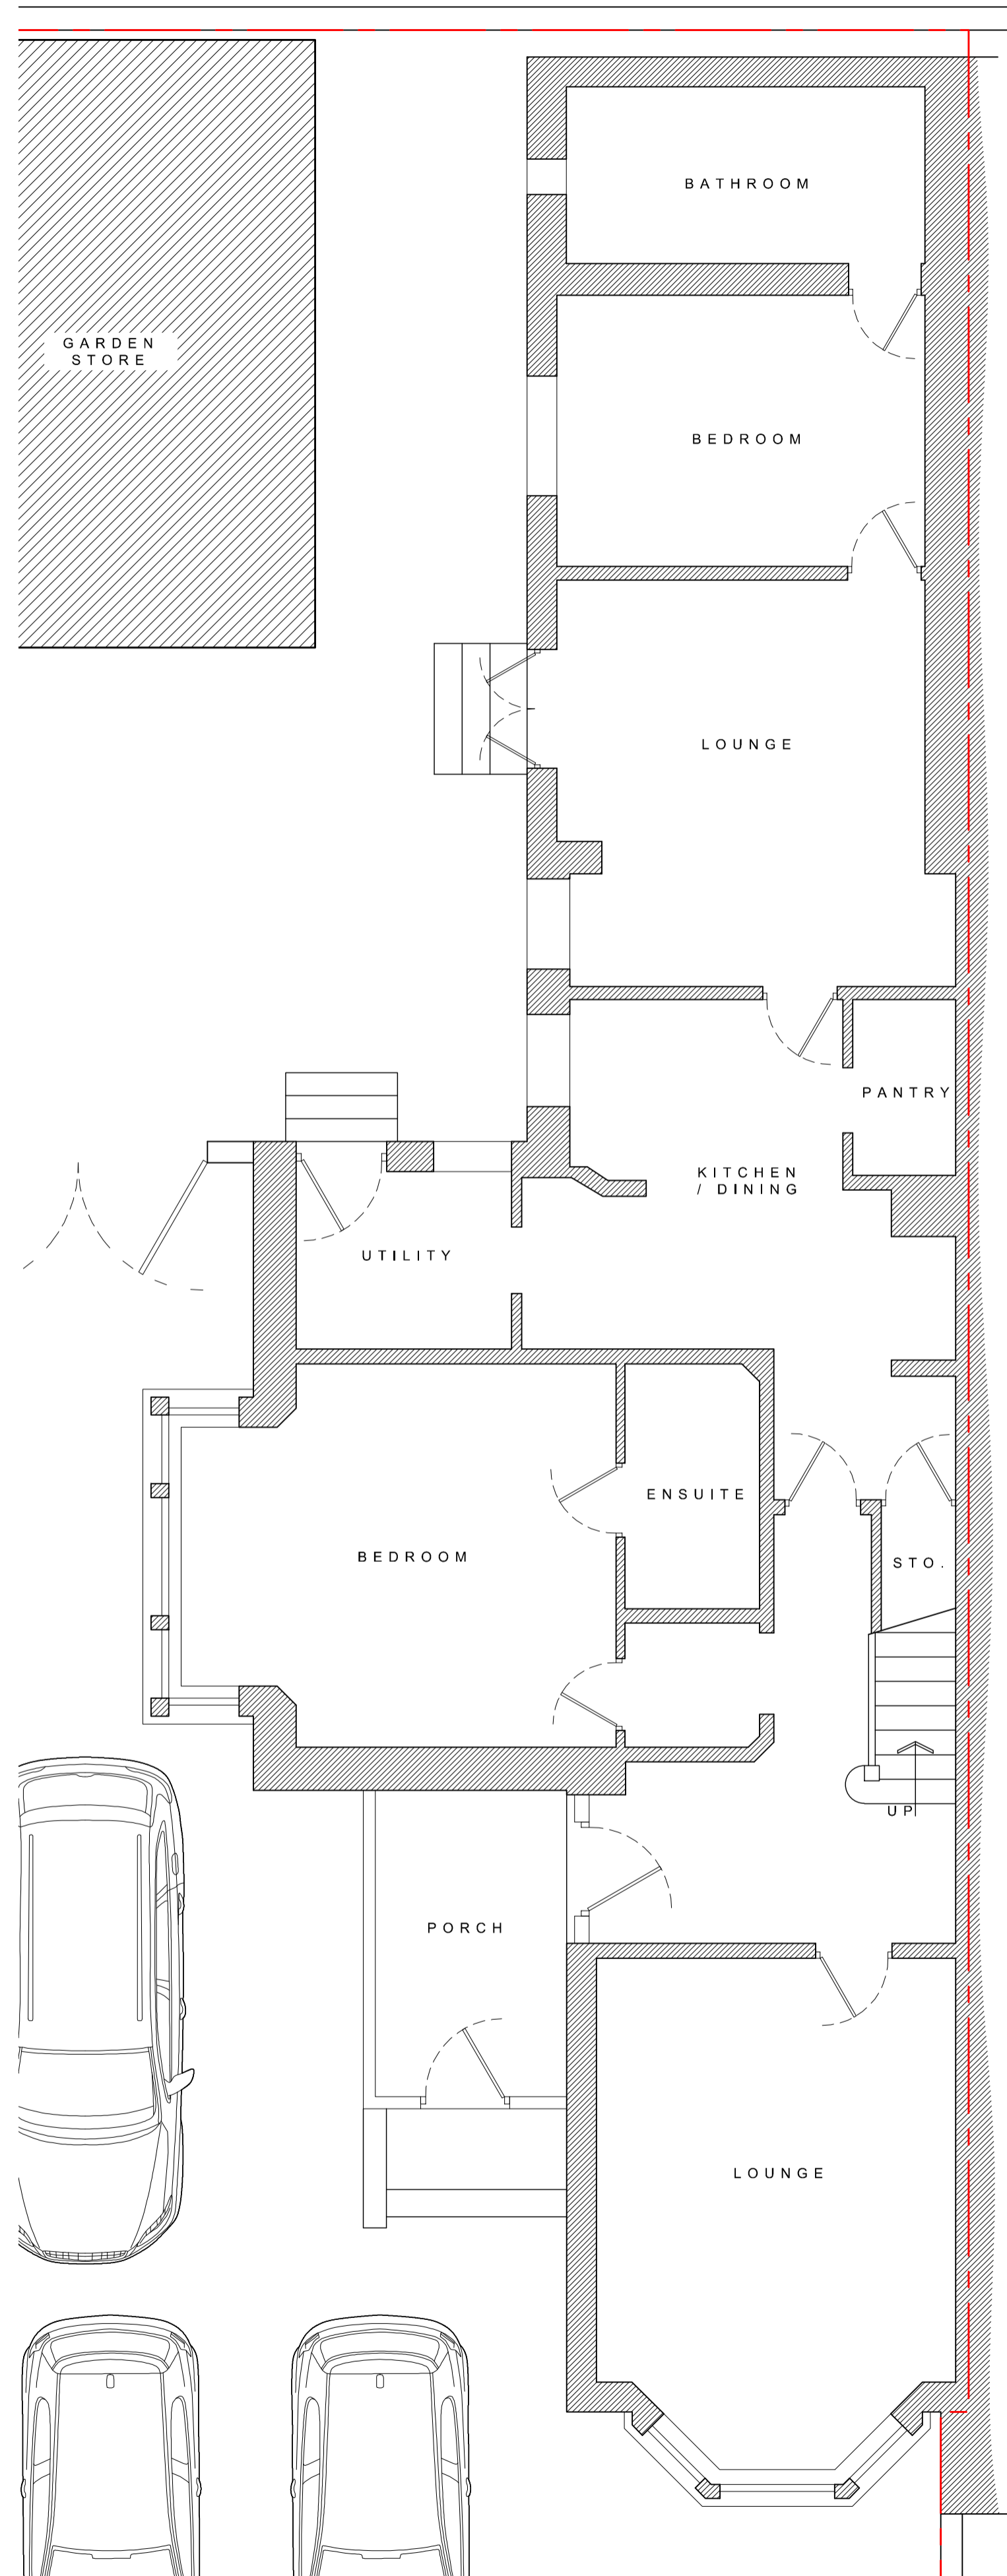 BATHROOM
GARDEN
STORE
BEDROOM
LOUNGE
PANTRY
KITCHEN
/ DINING
UTILITY
ENSUITE
BEDROOM
STO.
UP
PORCH
LOUNGE